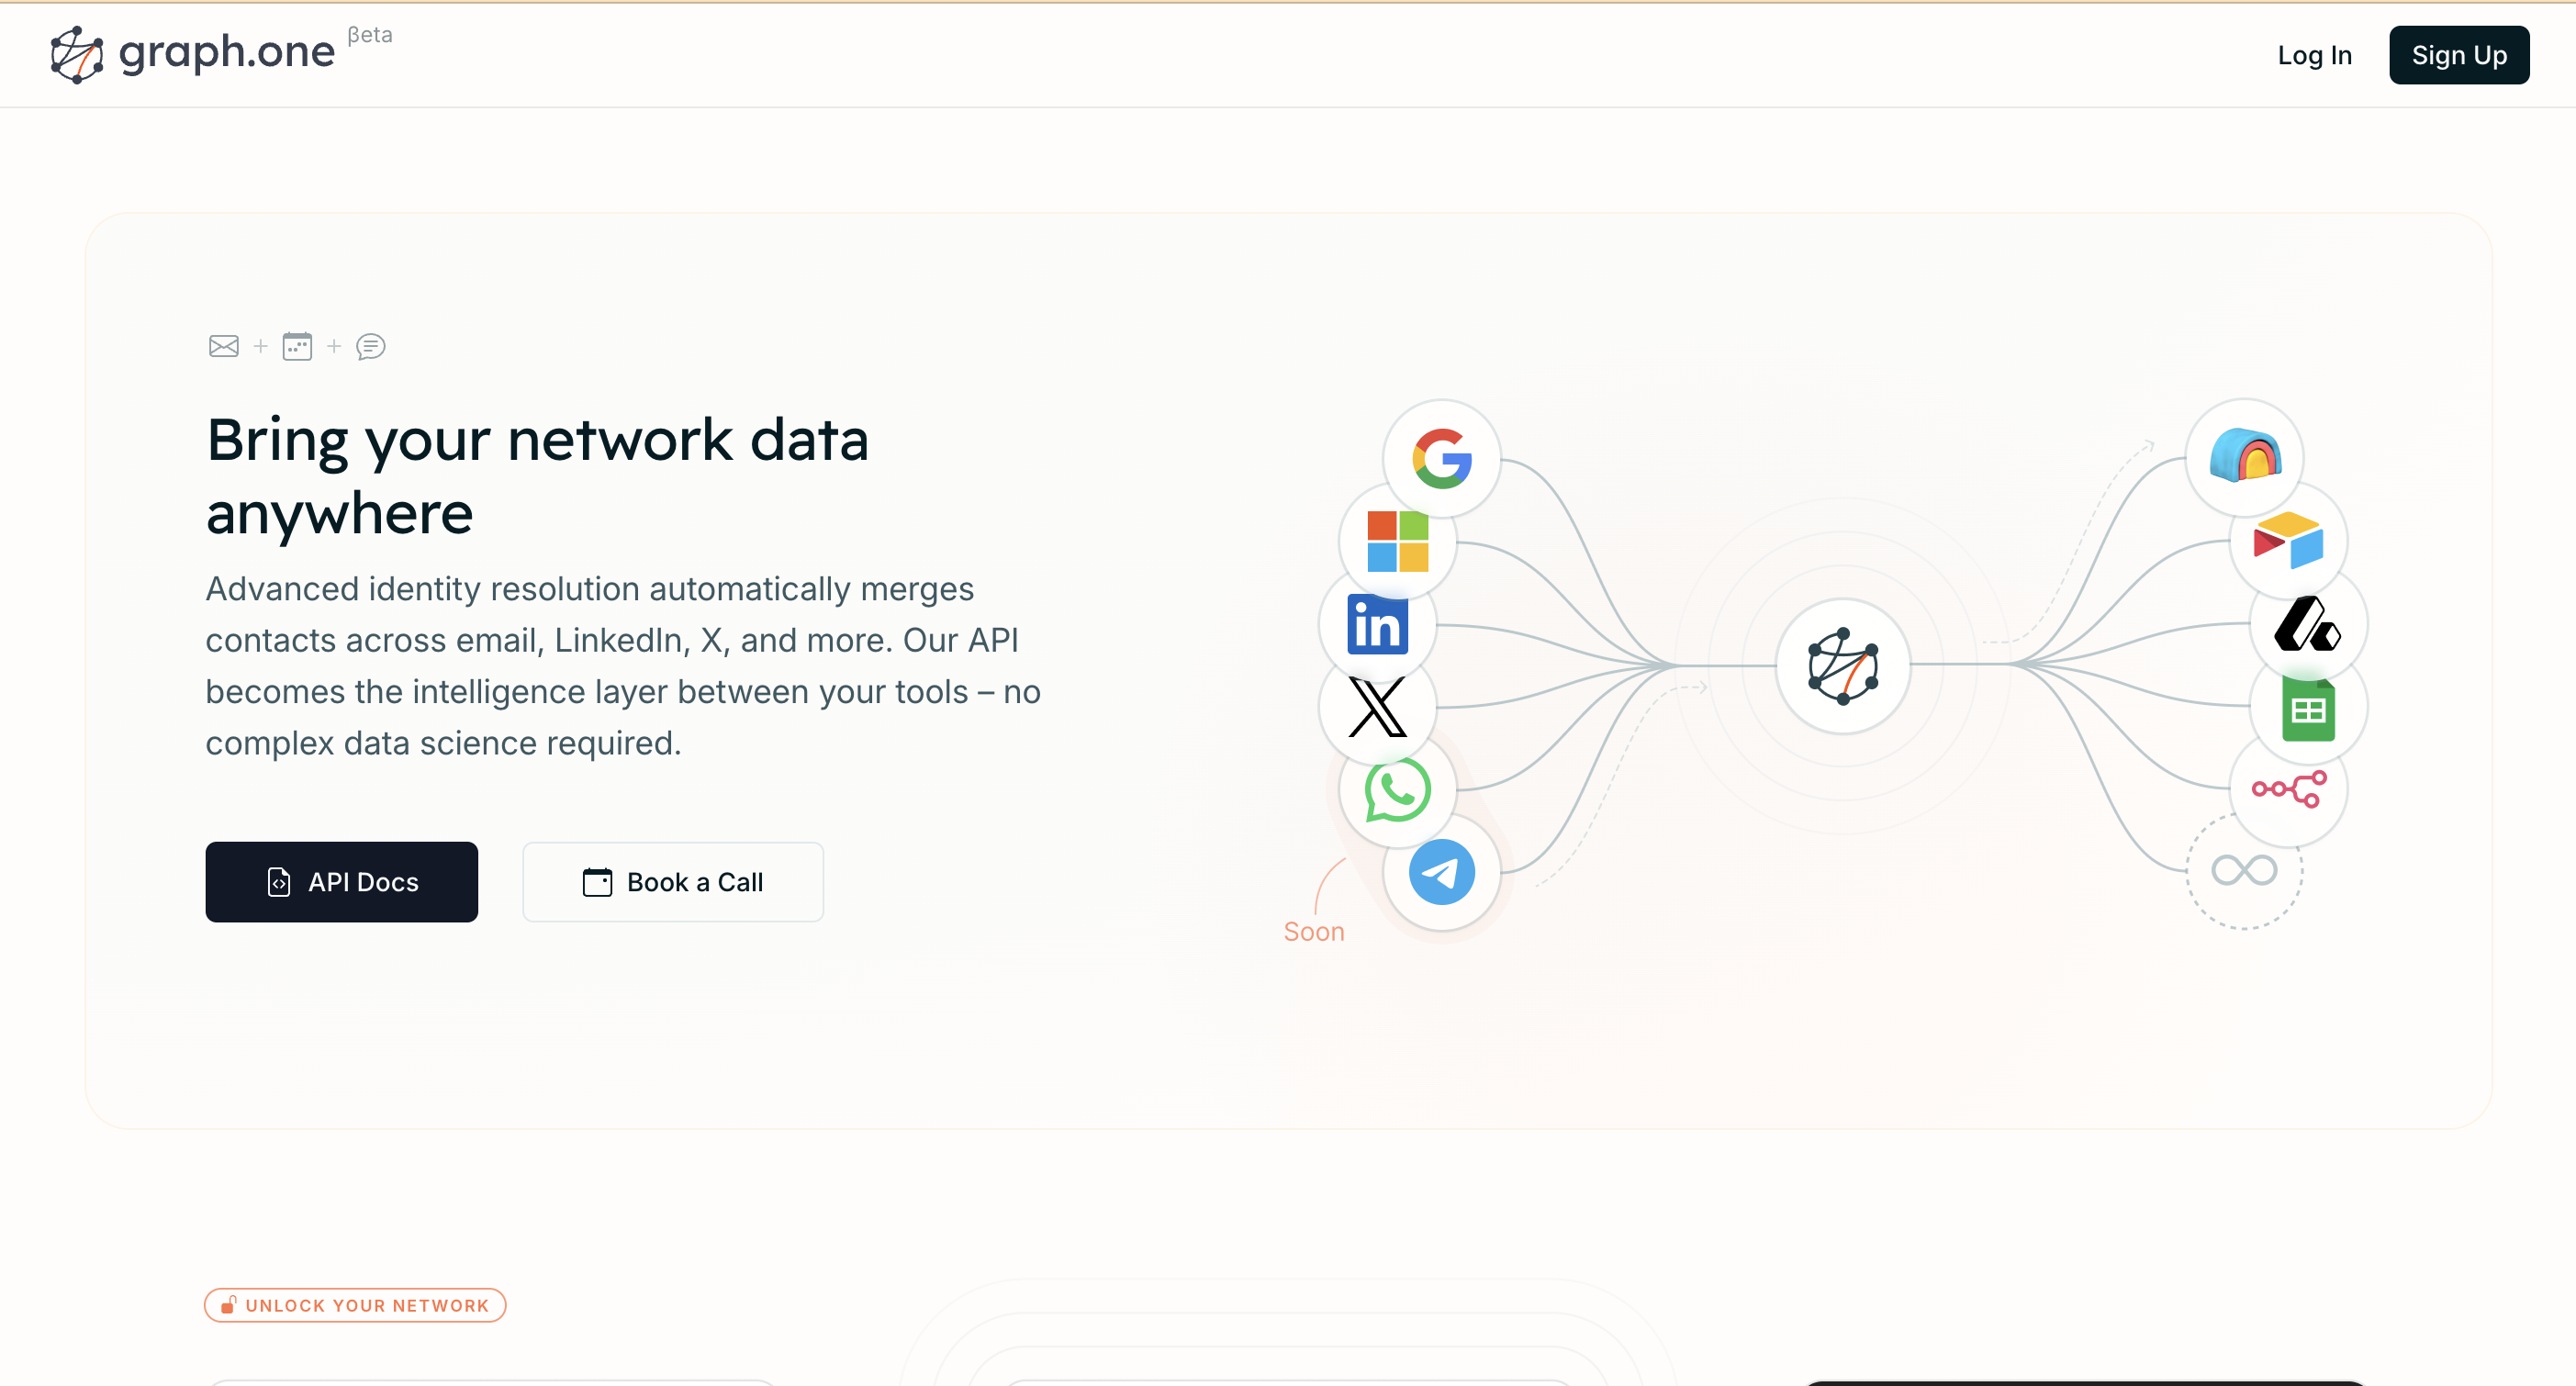 graph.one βeta
Log In
Sign Up
Bring your network data
anywhere
Advanced identity resolution automatically merges
contacts across email, LinkedIn, X, and more. Our API
becomes the intelligence layer between your tools – no
complex data science required.
API Docs
Book a Call
in
Soon
UNLOCK YOUR NETWORK